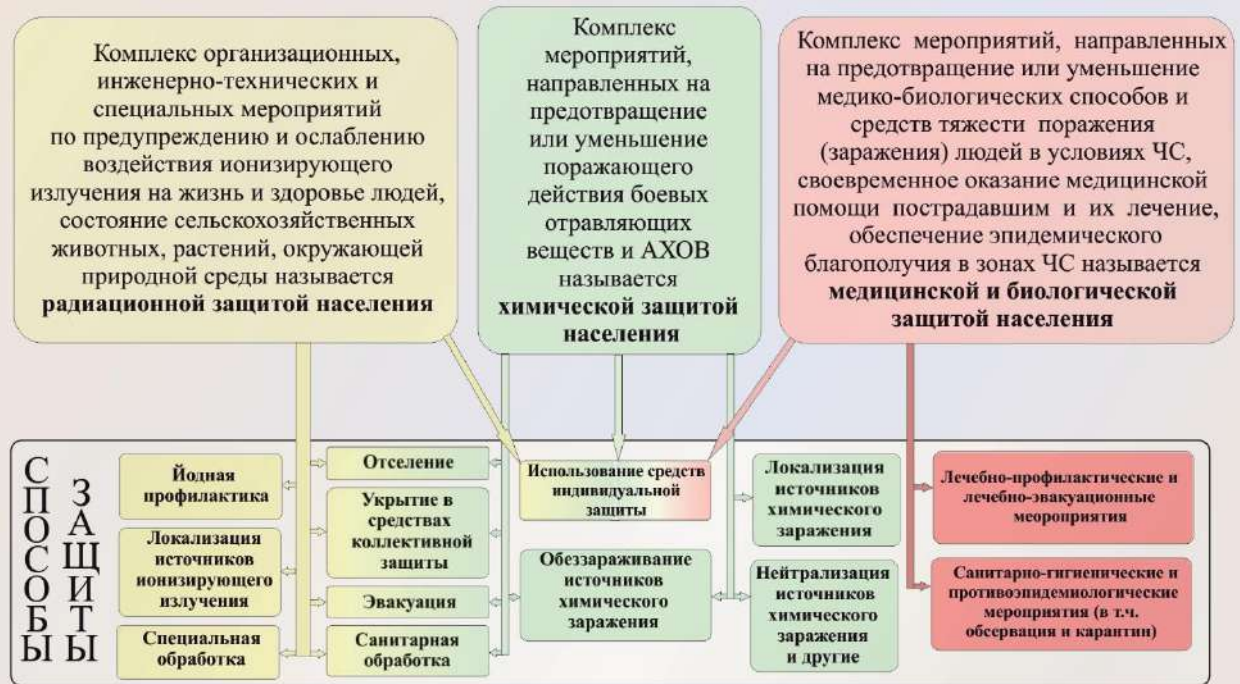 Комплекс организационных,
инженерно-технических и
специальных мероприятий
по предупреждению и ослаблению
воздействия ионизирующего
излучения на жизнь и здоровье людей,
состояние сельскохозяйственных
животных, растений, окружающей
природной среды называется
радиационной защитой населения
Комплекс
мероприятий,
направленных на
предотвращение
или уменьшение
поражающего
действия боевых
отравляющих
веществ и АХОВ
называется
химической защитой
населения
Комплекс мероприятий, направленных
на предотвращение или уменьшение
медико-биологических способов и
средств тяжести поражения
(заражения) людей в условиях ЧС,
своевременное оказание медицинской
помощи пострадавшим и их лечение,
обеспечение эпидемического
благополучия в зонах ЧС называется
медицинской и биологической
защитой населения
СПОСОБЫ
ЗАЩИТЫ
Йодная
профилактика
Локализация
источников
ионизирующего
излучения
Специальная
обработка
Отселение
Укрытие в
средствах
коллективной
защиты
Эвакуация
Санитарная
обработка
Использование средств
индивидуальной
защиты
Обеззараживание
источников
химического
заражения
Локализация
источников
химического
заражения
Нейтрализация
источников
химического
заражения
и другие
Лечебно-профилактические и
лечебно-эвакуационные
меороприятия
Санитарно-гигиенические и
противоэпидемиологические
мероприятия (в т.ч.
обсервация и карантин)